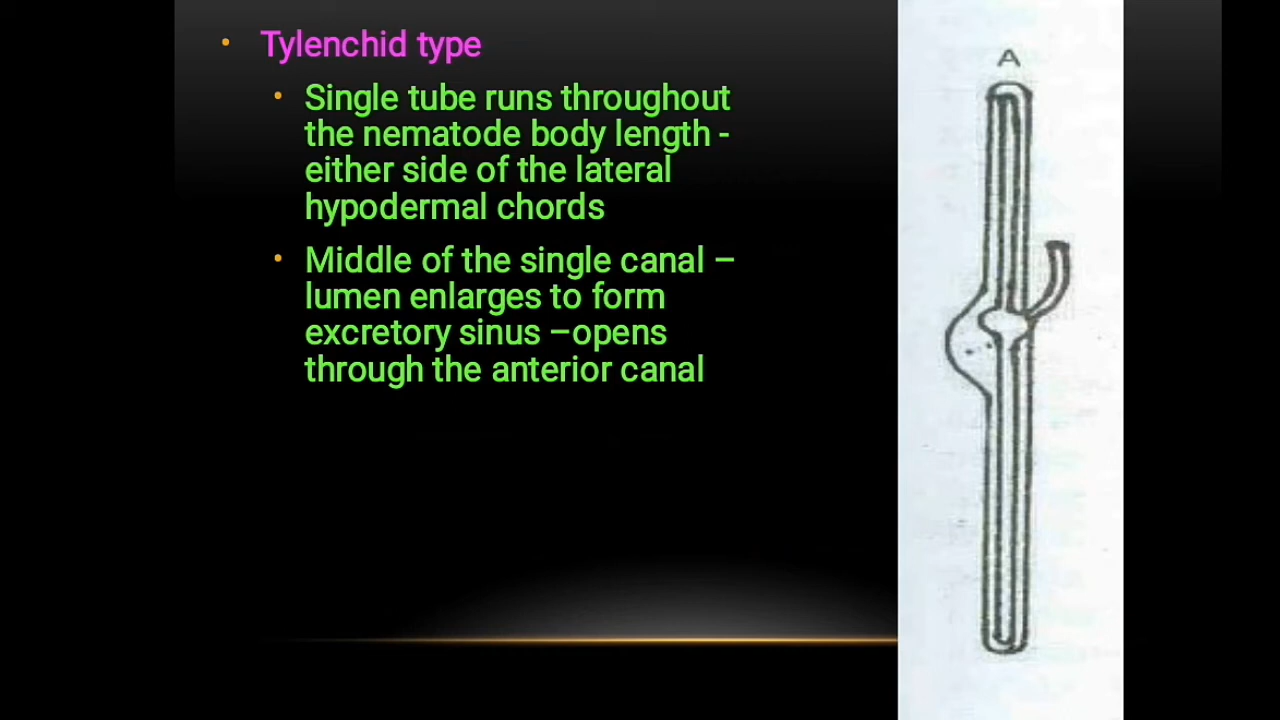 Tylenchid type
Single tube runs throughout
the nematode body length -
either side of the lateral
hypodermal chords
Middle of the single canal –
lumen enlarges to form
excretory sinus –opens
through the anterior canal
A